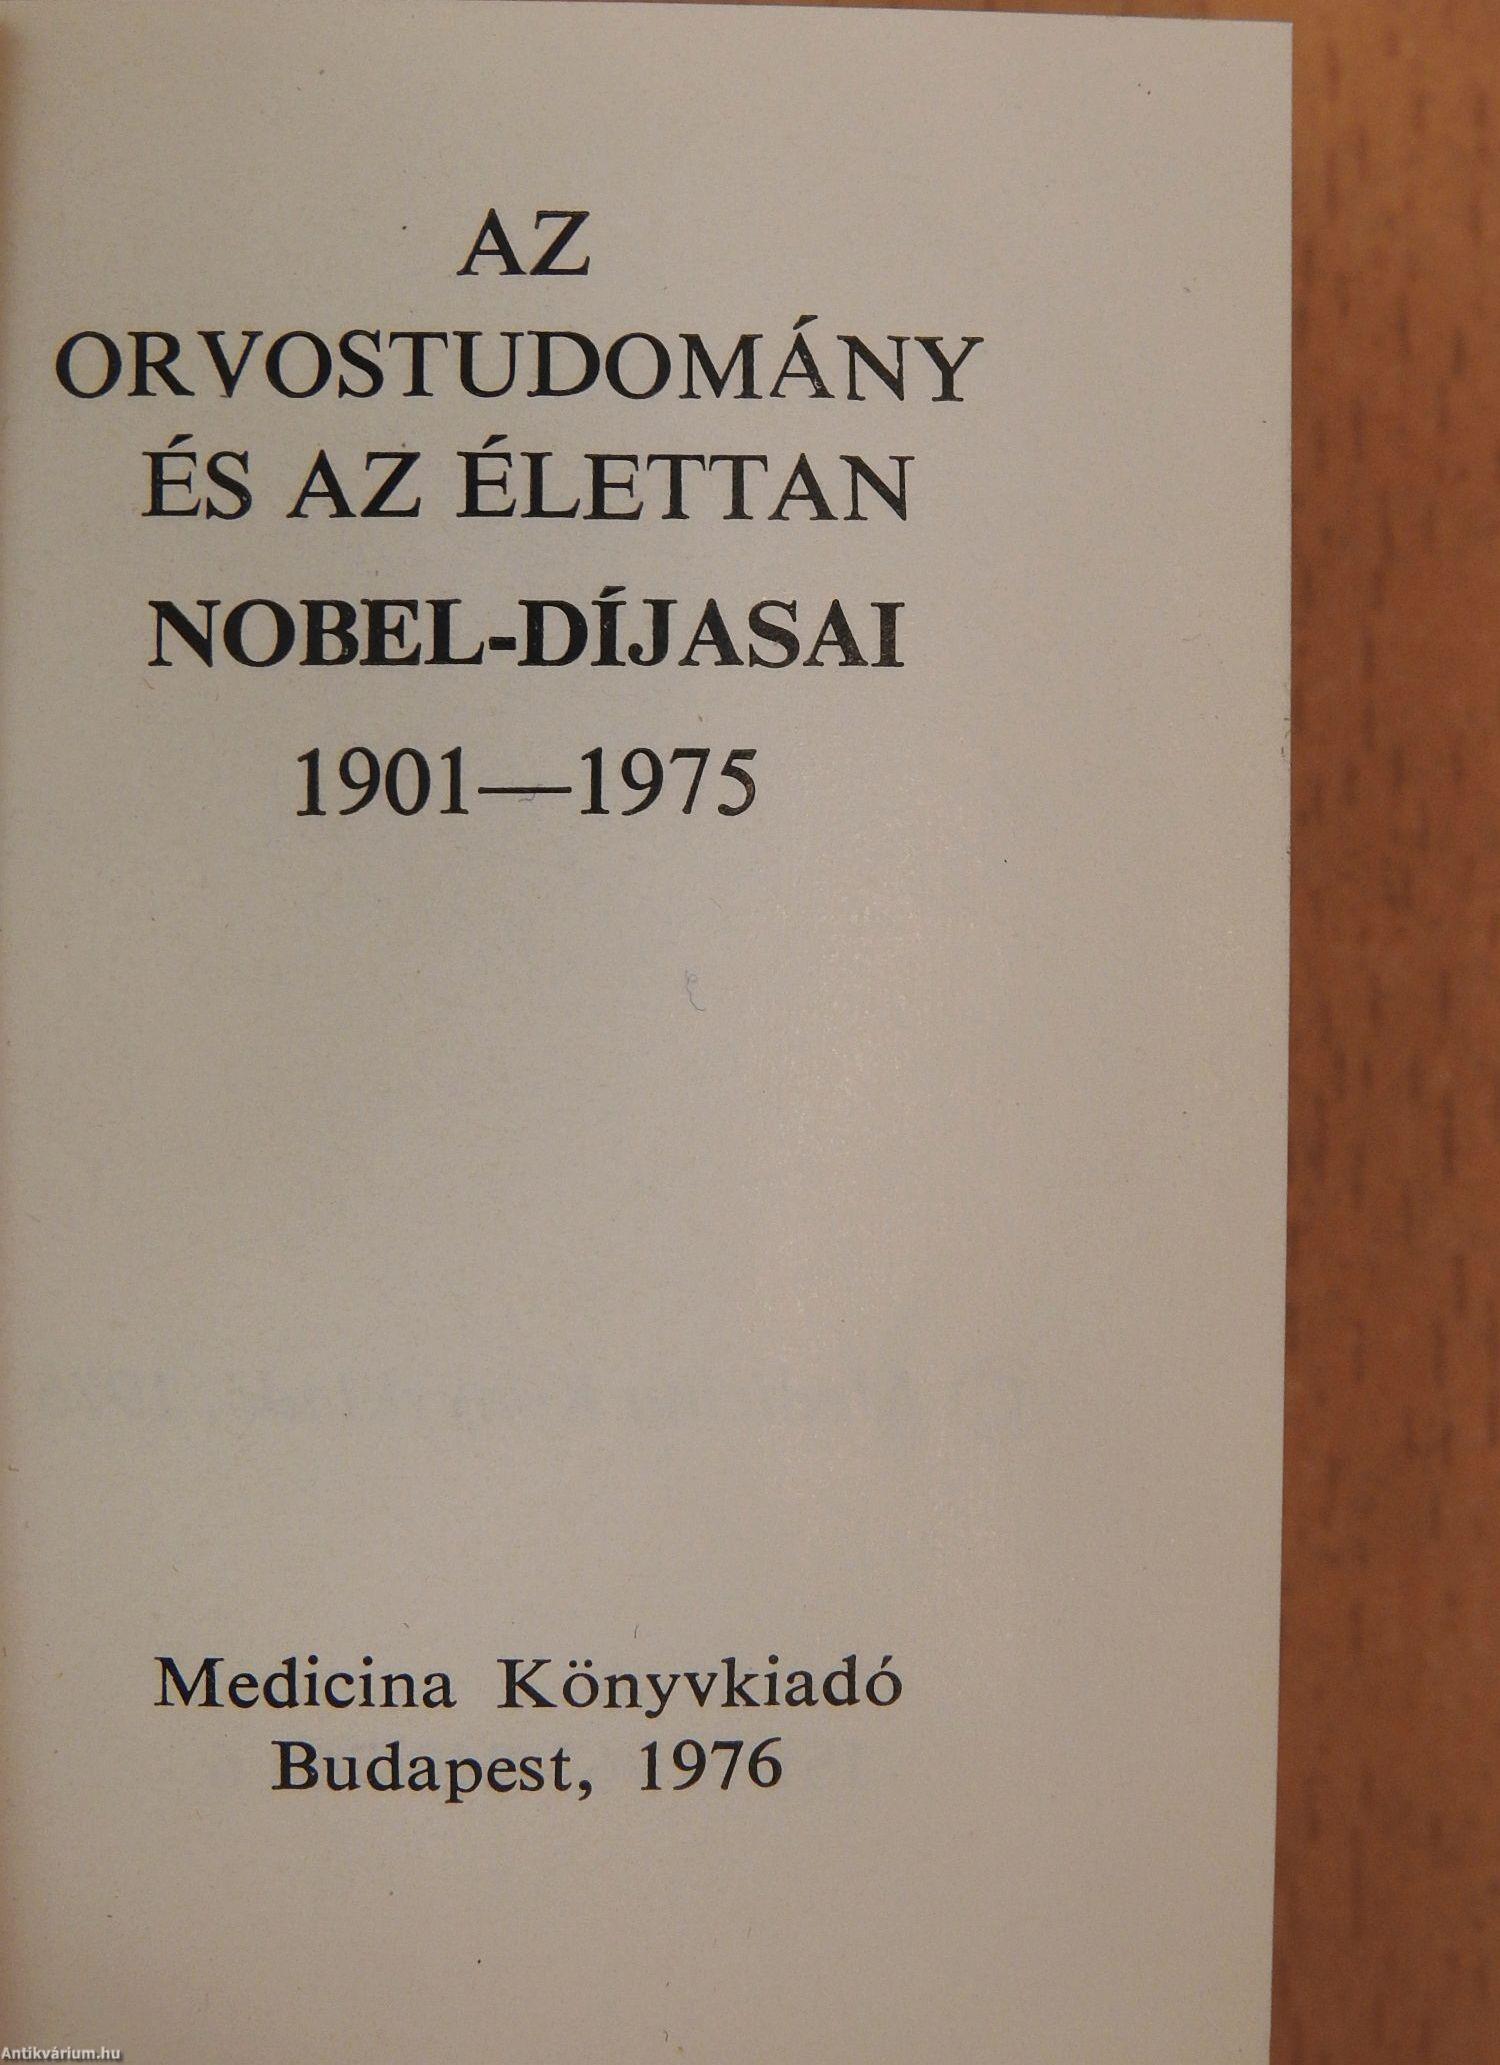 AZ
ORVOSTUDOMÁNY
ÉS AZ ÉLETTAN
NOBEL-DÍJASAI
1901—1975
Medicina Könyvkiadó
Budapest, 1976
Antikvárium.hu